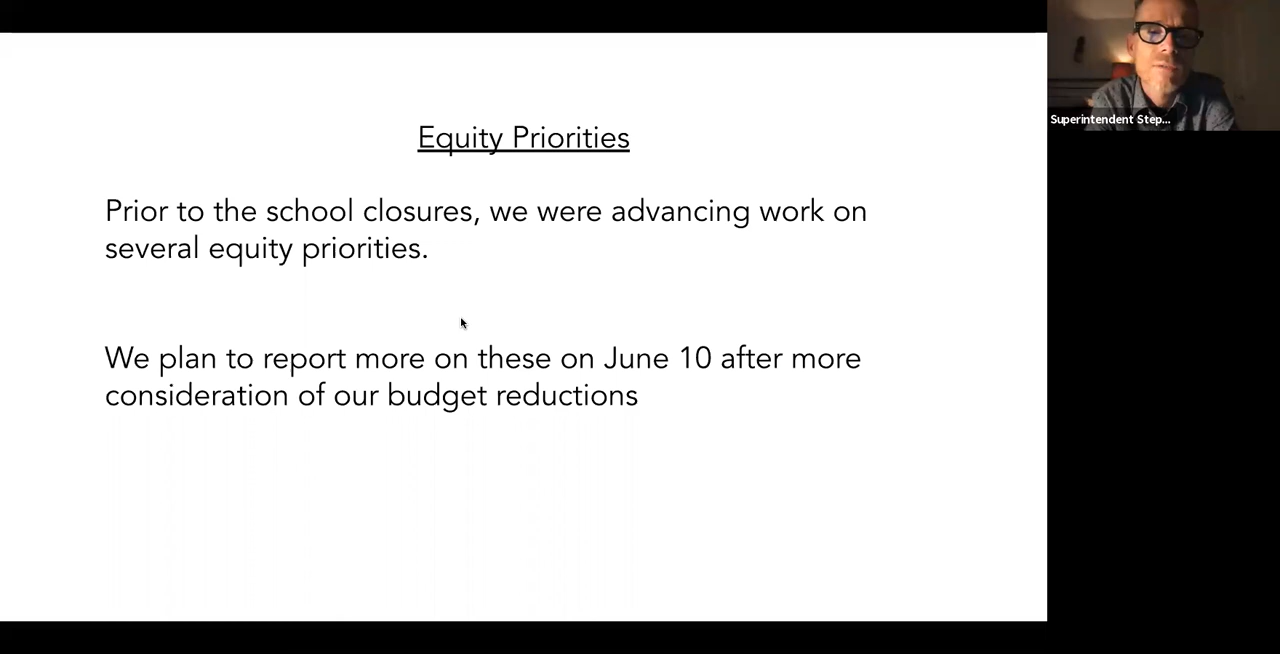 Equity Priorities
Prior to the school closures, we were advancing work on
several equity priorities.
We plan to report more on these on June 10 after more
consideration of our budget reductions
Superintendent Step...